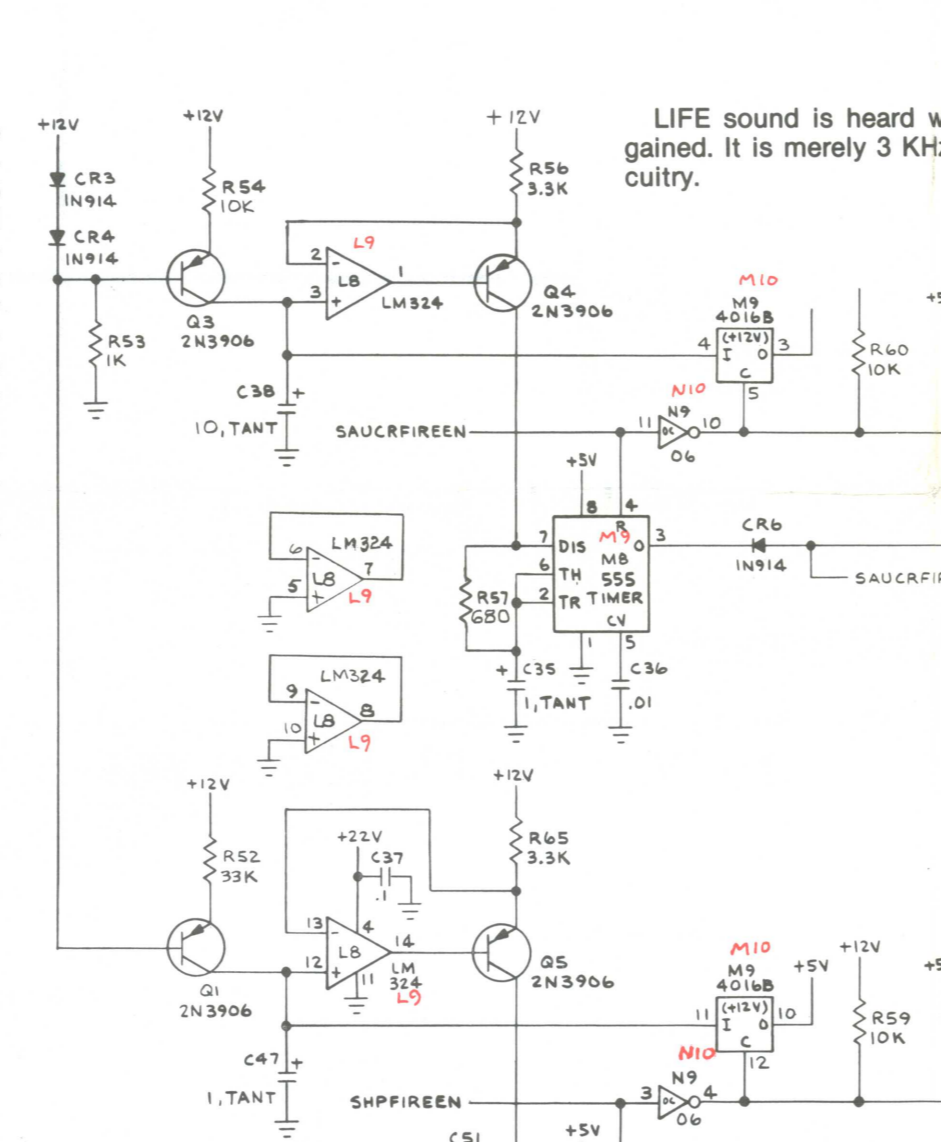 LIFE sound is heard w
gained. It is merely 3 KHz
cuitry.
+12V
+12V
+12V
CR3
1N914
R54
10K
R56
3.3K
CR4
1N914
L9
2
-
L8
1
3
+
LM324
Q3
2N3906
Q4
2N3906
R53
1K
M10
M9
4016B
(+12V)
4
I
O
3
C
5
+5
R60
10K
C38
+
10, TANT
SAUCRFIREEN
N10
11
N9
10
OC
06
+5V
8
4
R
7
DIS
M9
O
3
6
TH
M8
555
2
TR
TIMER
CV
1
5
CR6
1N914
SAUCRFI
R57
680
+
C35
1, TANT
C36
.01
6
-
LM324
L8
7
5
+
L9
LM324
9
-
L8
8
10
+
L9
+12V
+12V
R52
33K
+22V
C37
.1
R65
3.3K
13
-
4
L8
14
12
+
11
LM
324
L9
Q1
2N3906
Q5
2N3906
M10
M9
4016B
(+12V)
11
I
O
10
C
12
+5V
+12V
+5
R59
10K
C47
+
1, TANT
SHPFIREEN
N10
3
N9
4
OC
06
C51
+5V